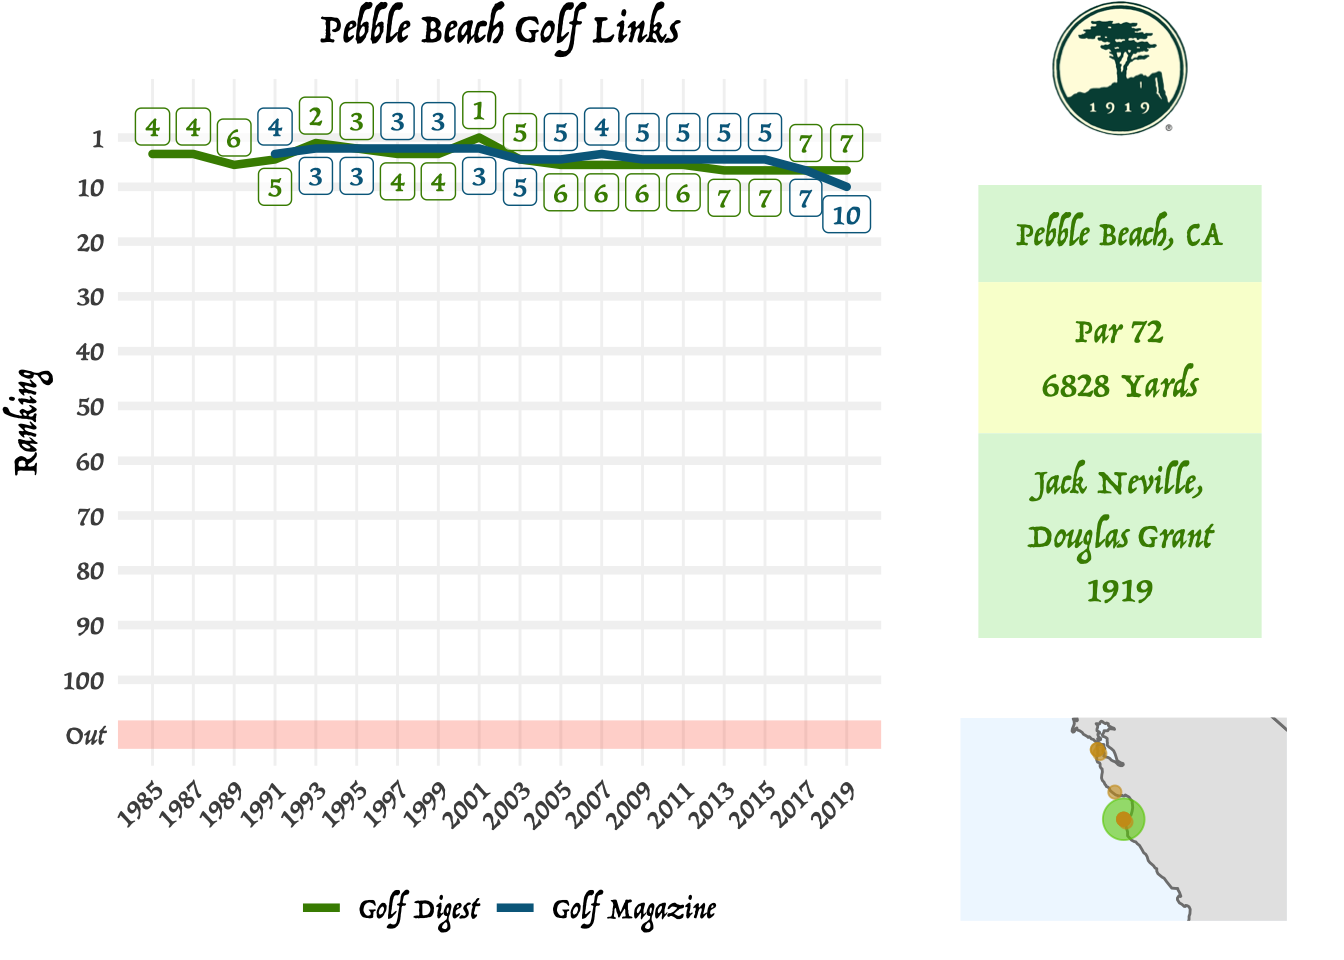 Pebble Beach Golf Links
1919
®
4 4 6 4 2 3 3 3 1 5 5 4 5 5 5 5 7 7
5 3 3 4 4 3 5 6 6 6 6 7 7 7 10
1
10
20
30
40
50
60
70
80
90
100
Out
Ranking
1985 1987 1989 1991 1993 1995 1997 1999 2001 2003 2005 2007 2009 2011 2013 2015 2017 2019
Golf Digest Golf Magazine
Pebble Beach, CA
Par 72
6828 Yards
Jack Neville,
Douglas Grant
1919